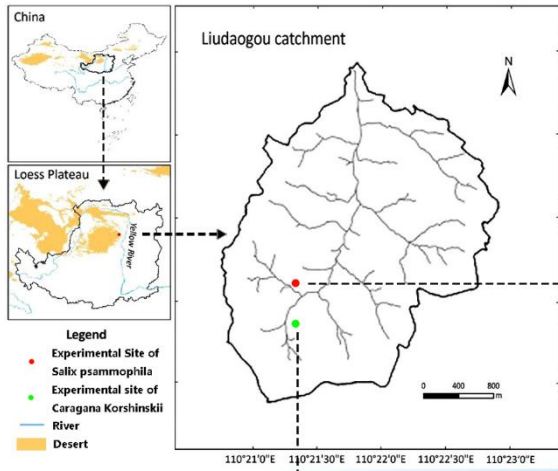 China
Loess Plateau
Yellow River
Legend
Experimental Site of
Salix psammophila
Experimental site of
Caragana Korshinskii
River
Desert
Liudaogou catchment
N
0 400 800
m
110°21'0"E 110°21'30"E 110°22'0"E 110°22'30"E 110°23'0"E